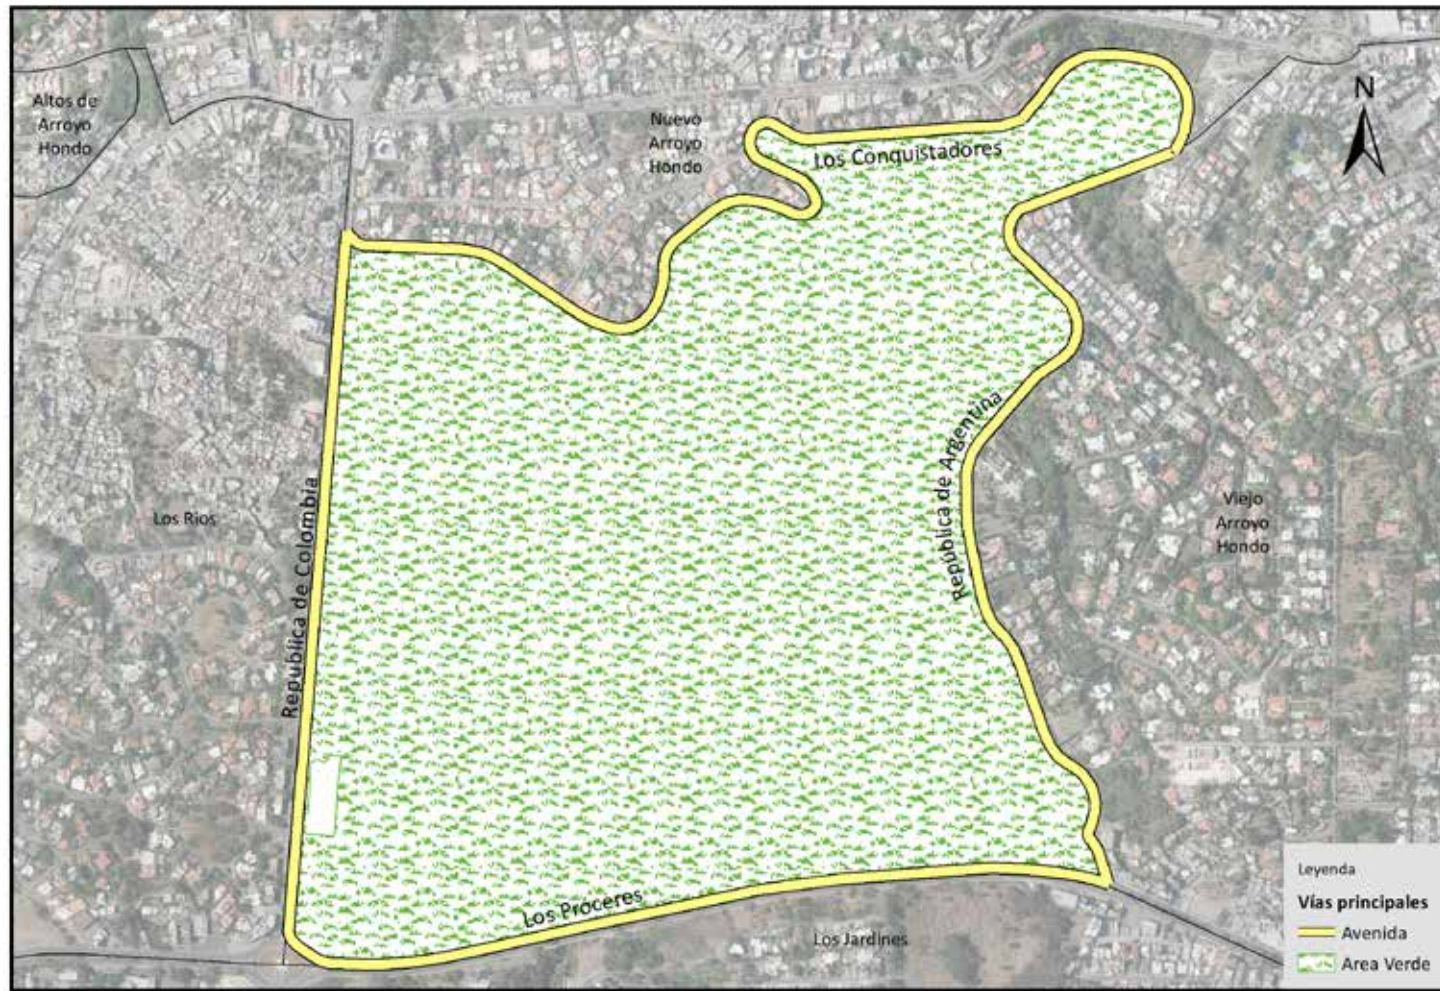 Altos de
Arroyo
Hondo
Nuevo
Arroyo
Hondo
N
Los Conquistadores
Republica de Argentina
Republica de Colombia
Los Rios
Viejo
Arroyo
Hondo
Los Proceres
Los Jardines
Leyenda
Vías principales
Avenida
Area Verde